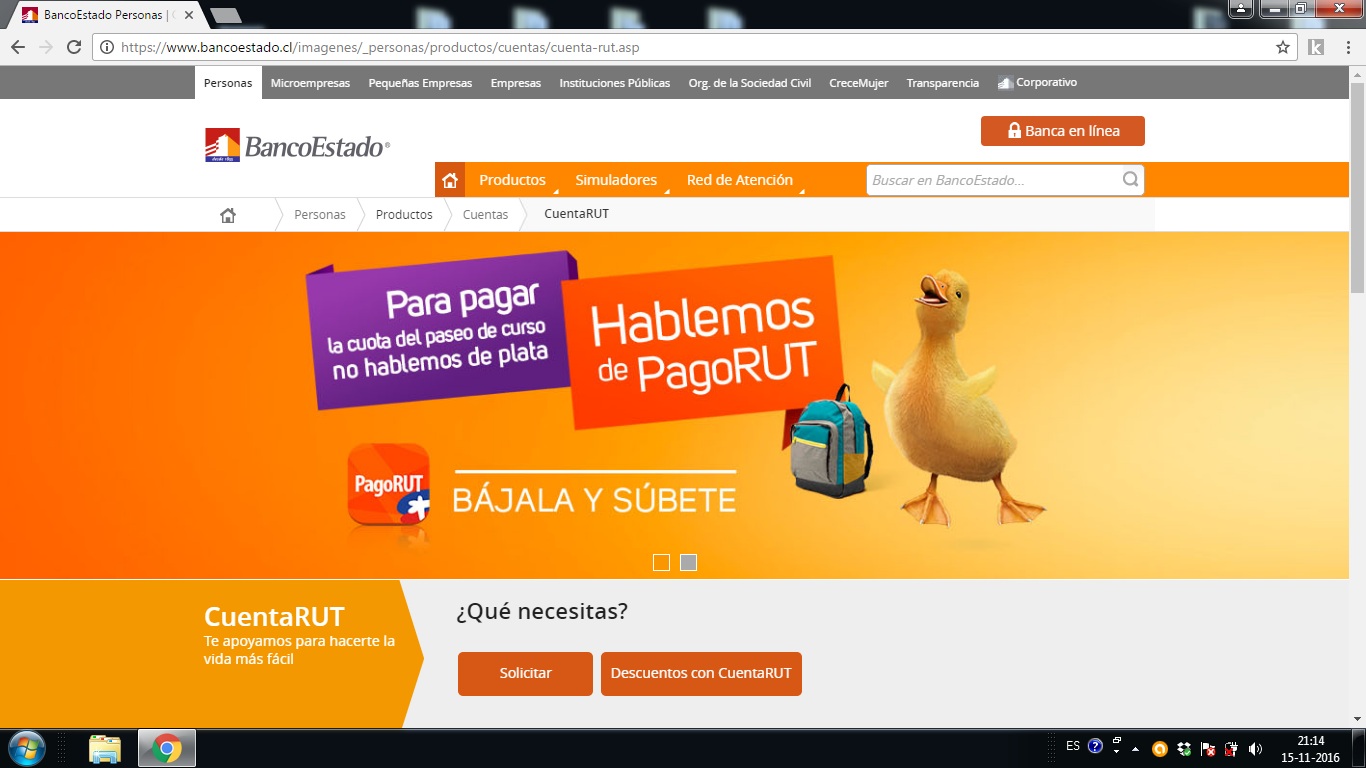 BancoEstado Personas | C
https://www.bancoestado.cl/imagenes/_personas/productos/cuentas/cuenta-rut.asp
Personas
Microempresas
Pequeñas Empresas
Empresas
Instituciones Públicas
Org. de la Sociedad Civil
CreceMujer
Transparencia
Corporativo
BancoEstado®
Banca en línea
Productos
Simuladores
Red de Atención
Buscar en BancoEstado...
Personas
Productos
Cuentas
CuentaRUT
Para pagar
la cuota del paseo de curso
no hablemos de plata
Hablemos
de PagoRUT
PagoRUT
BÁJALA Y SÚBETE
CuentaRUT
Te apoyamos para hacerte la
vida más fácil
¿Qué necesitas?
Solicitar
Descuentos con CuentaRUT
ES
21:14
15-11-2016